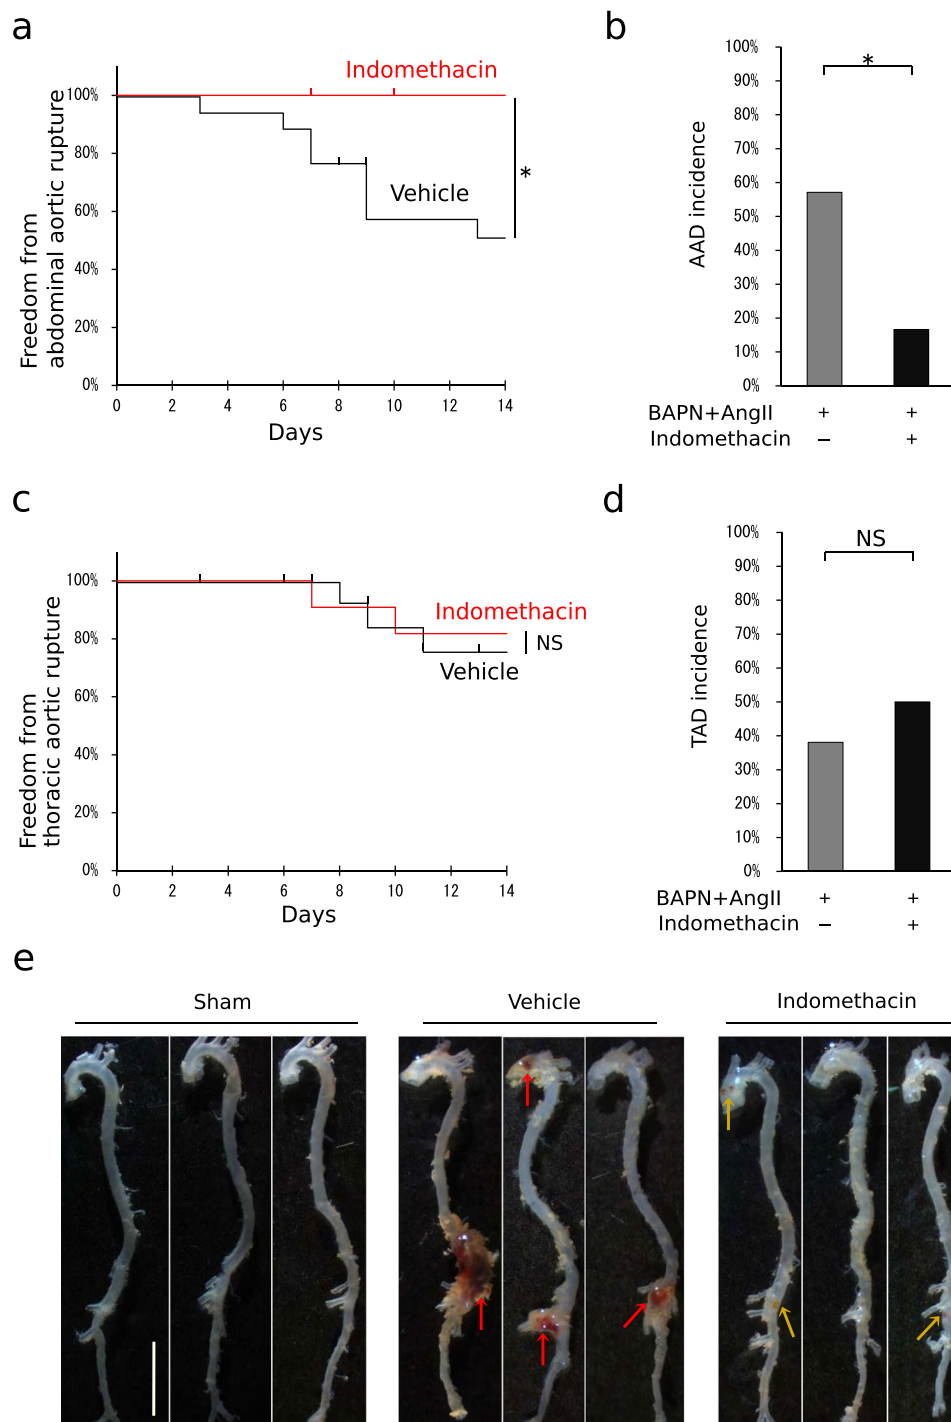 a
Freedom from
abdominal aortic rupture
100%
80%
60%
40%
20%
0%
Indomethacin
Vehicle
*
0 2 4 6 8 10 12 14
Days
b
AAD incidence
100%
90%
80%
70%
60%
50%
40%
30%
20%
10%
0%
*
BAPN+AngII + +
Indomethacin − +
c
Freedom from
thoracic aortic rupture
100%
80%
60%
40%
20%
0%
Indomethacin
NS
Vehicle
0 2 4 6 8 10 12 14
Days
d
TAD incidence
100%
90%
80%
70%
60%
50%
40%
30%
20%
10%
0%
NS
BAPN+AngII + +
Indomethacin − +
e
Sham
Vehicle
Indomethacin